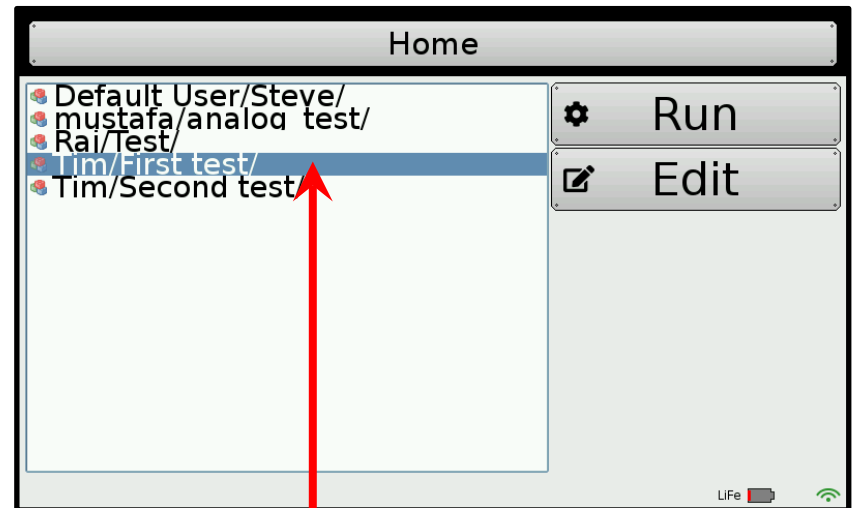 Home
Default User/Steve/
mustafa/analog_test/
Raj/Test/
Tim/First test/
Tim/Second test/
Run
Edit
LiFe